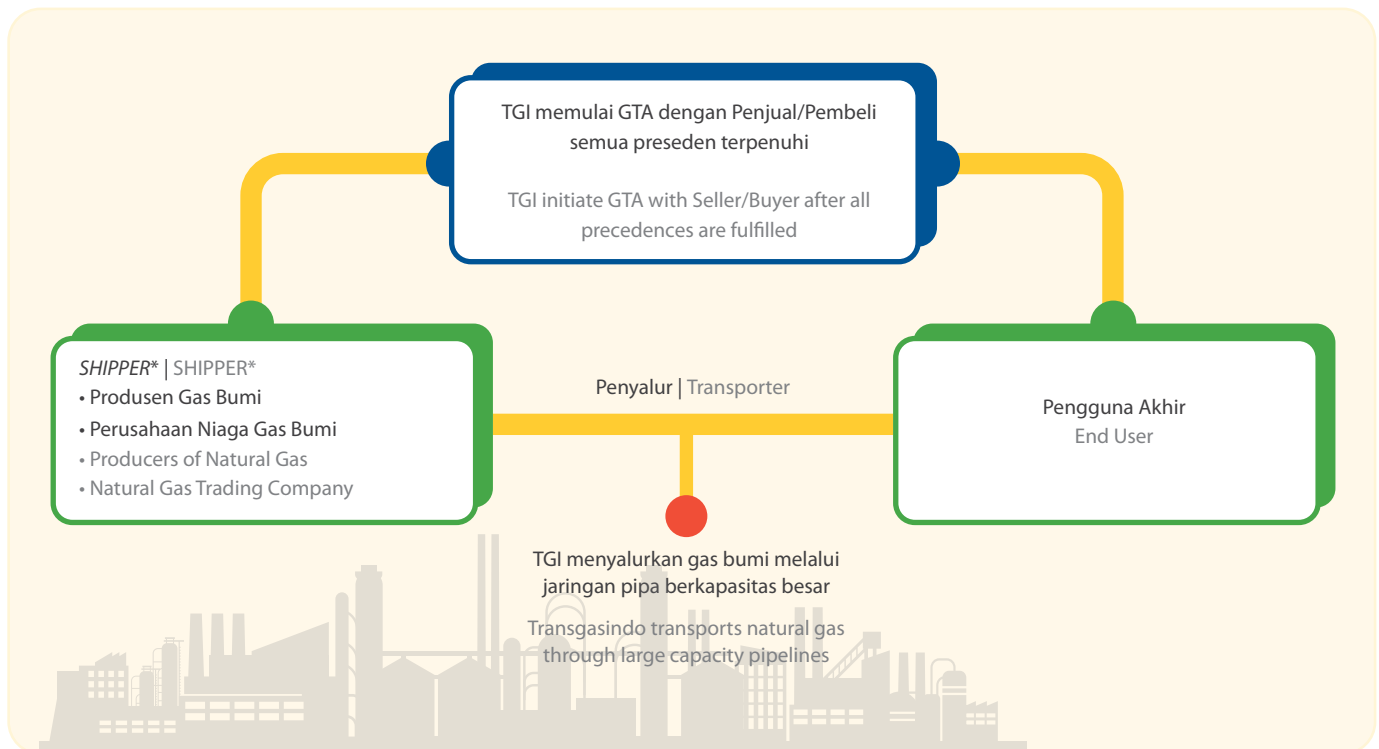 TGI memulai GTA dengan Penjual/Pembeli
semua preseden terpenuhi
TGI initiate GTA with Seller/Buyer after all
precedences are fulfilled
SHIPPER* | SHIPPER*
• Produsen Gas Bumi
• Perusahaan Niaga Gas Bumi
• Producers of Natural Gas
• Natural Gas Trading Company
Penyalur | Transporter
Pengguna Akhir
End User
TGI menyalurkan gas bumi melalui
jaringan pipa berkapasitas besar
Transgasindo transports natural gas
through large capacity pipelines